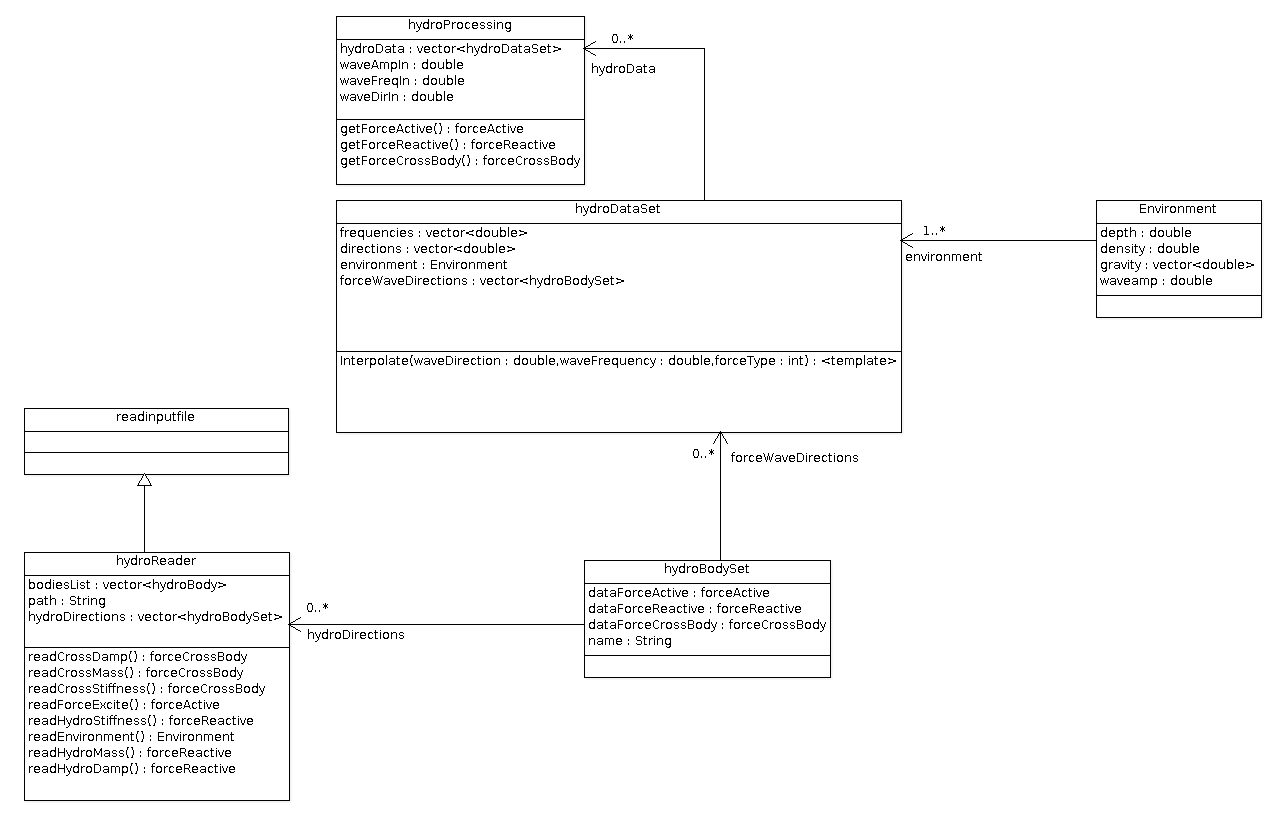 hydroProcessing
hydroData : vector<hydroDataSet>
waveAmpIn : double
waveFreqIn : double
waveDirIn : double
getForceActive() : forceActive
getForceReactive() : forceReactive
getForceCrossBody() : forceCrossBody
0..*
hydroData
hydroDataSet
frequencies : vector<double>
directions : vector<double>
environment : Environment
forceWaveDirections : vector<hydroBodySet>
Interpolate(waveDirection : double,waveFrequency : double,forceType : int) : <template>
1..*
environment
Environment
depth : double
density : double
gravity : vector<double>
waveamp : double
readinputfile
0..*
forceWaveDirections
hydroReader
bodiesList : vector<hydroBody>
path : String
hydroDirections : vector<hydroBodySet>
readCrossDamp() : forceCrossBody
readCrossMass() : forceCrossBody
readCrossStiffness() : forceCrossBody
readForceExcite() : forceActive
readHydroStiffness() : forceReactive
readEnvironment() : Environment
readHydroMass() : forceReactive
readHydroDamp() : forceReactive
0..*
hydroDirections
hydroBodySet
dataForceActive : forceActive
dataForceReactive : forceReactive
dataForceCrossBody : forceCrossBody
name : String